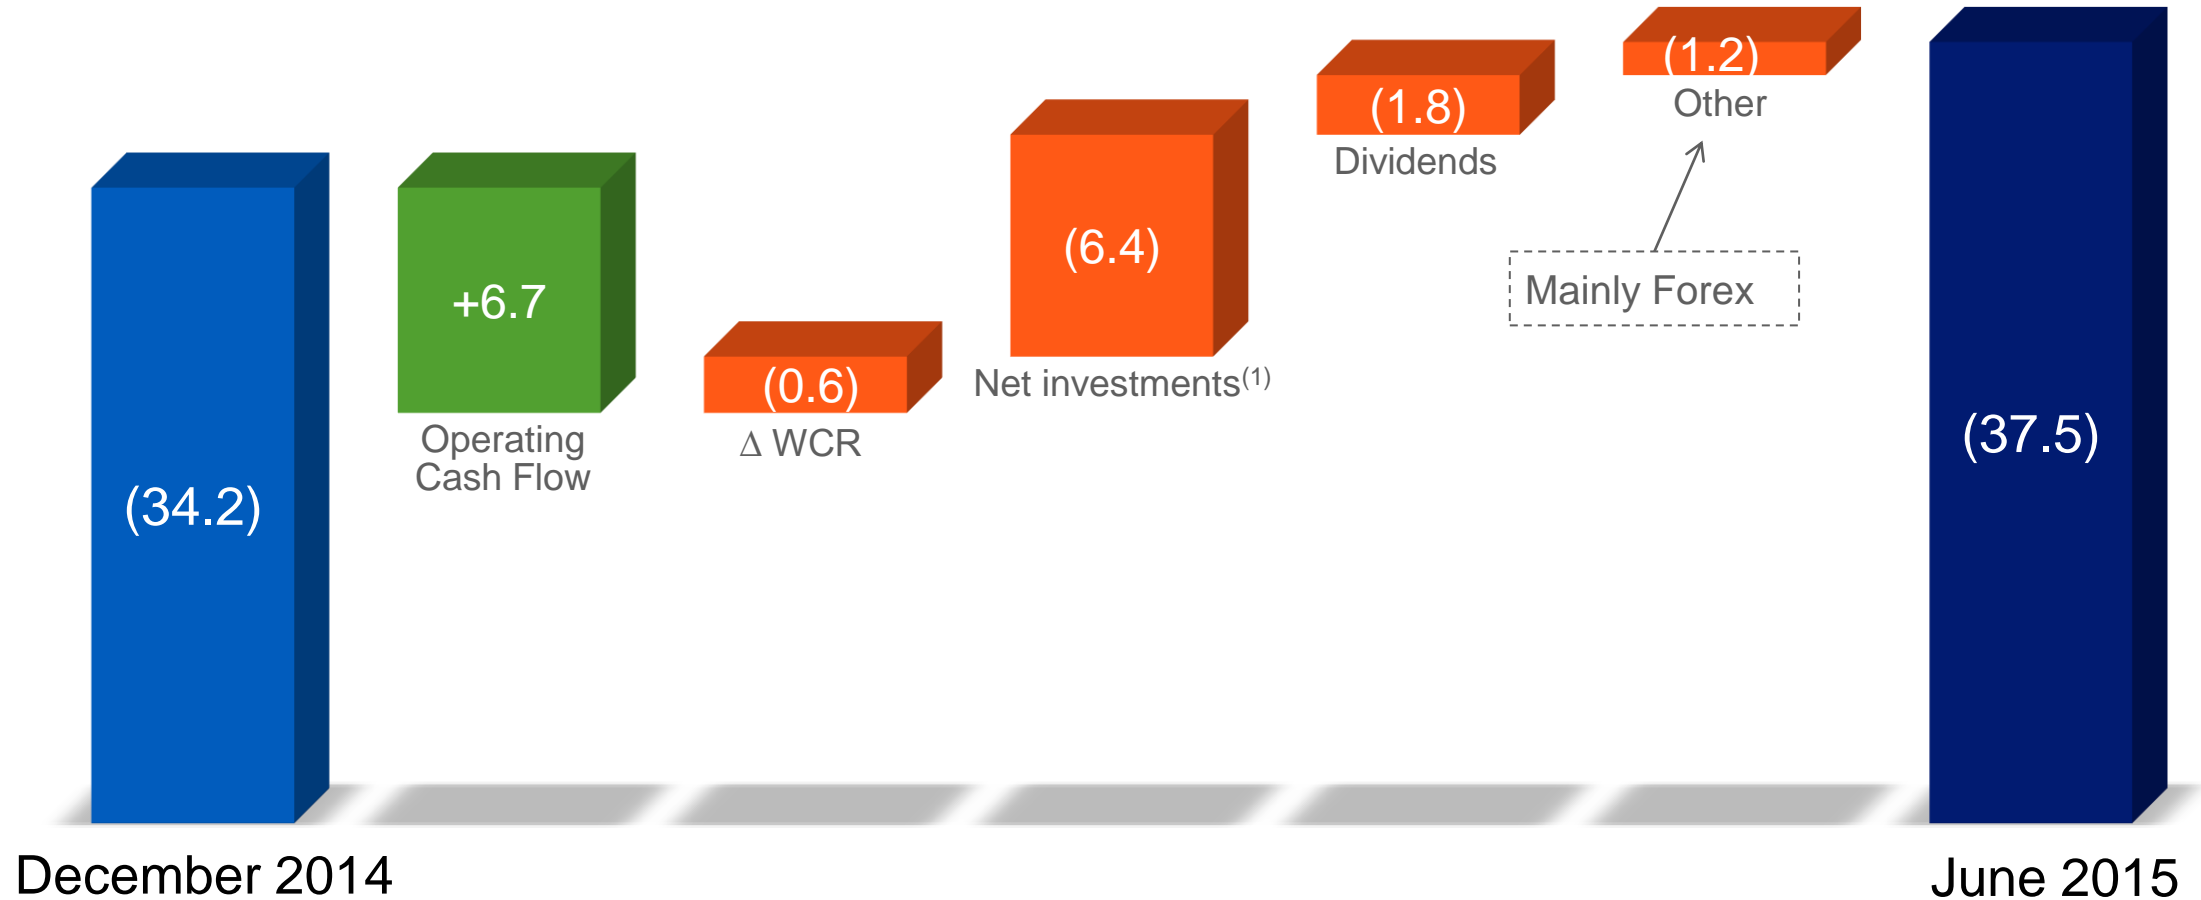 (34.2)
+6.7
Operating
Cash Flow
(0.6)
Δ WCR
(6.4)
Net investments(1)
(1.8)
Dividends
(1.2)
Other
Mainly Forex
(37.5)
December 2014
June 2015